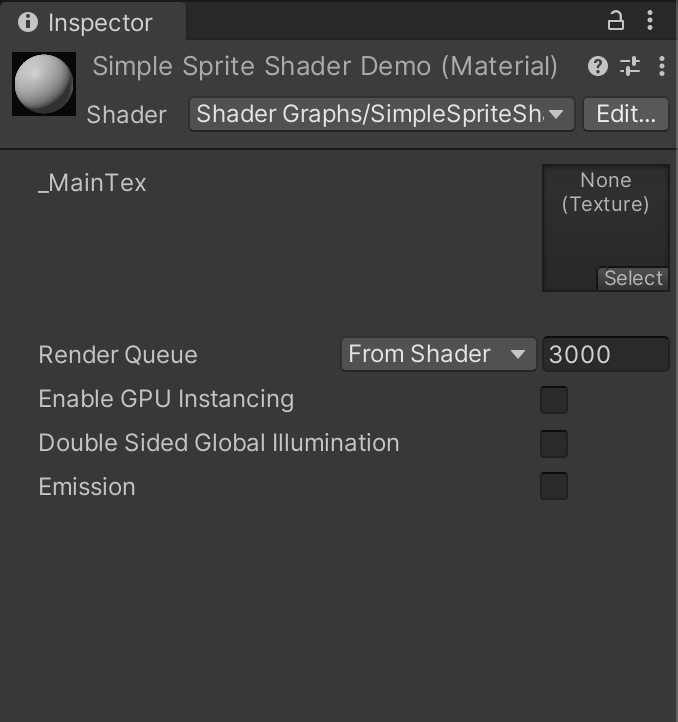 Inspector
Simple Sprite Shader Demo (Material)
Shader Shader Graphs/SimpleSpriteSh Edit...
_MainTex
None
(Texture)
Select
Render Queue From Shader 3000
Enable GPU Instancing
Double Sided Global Illumination
Emission